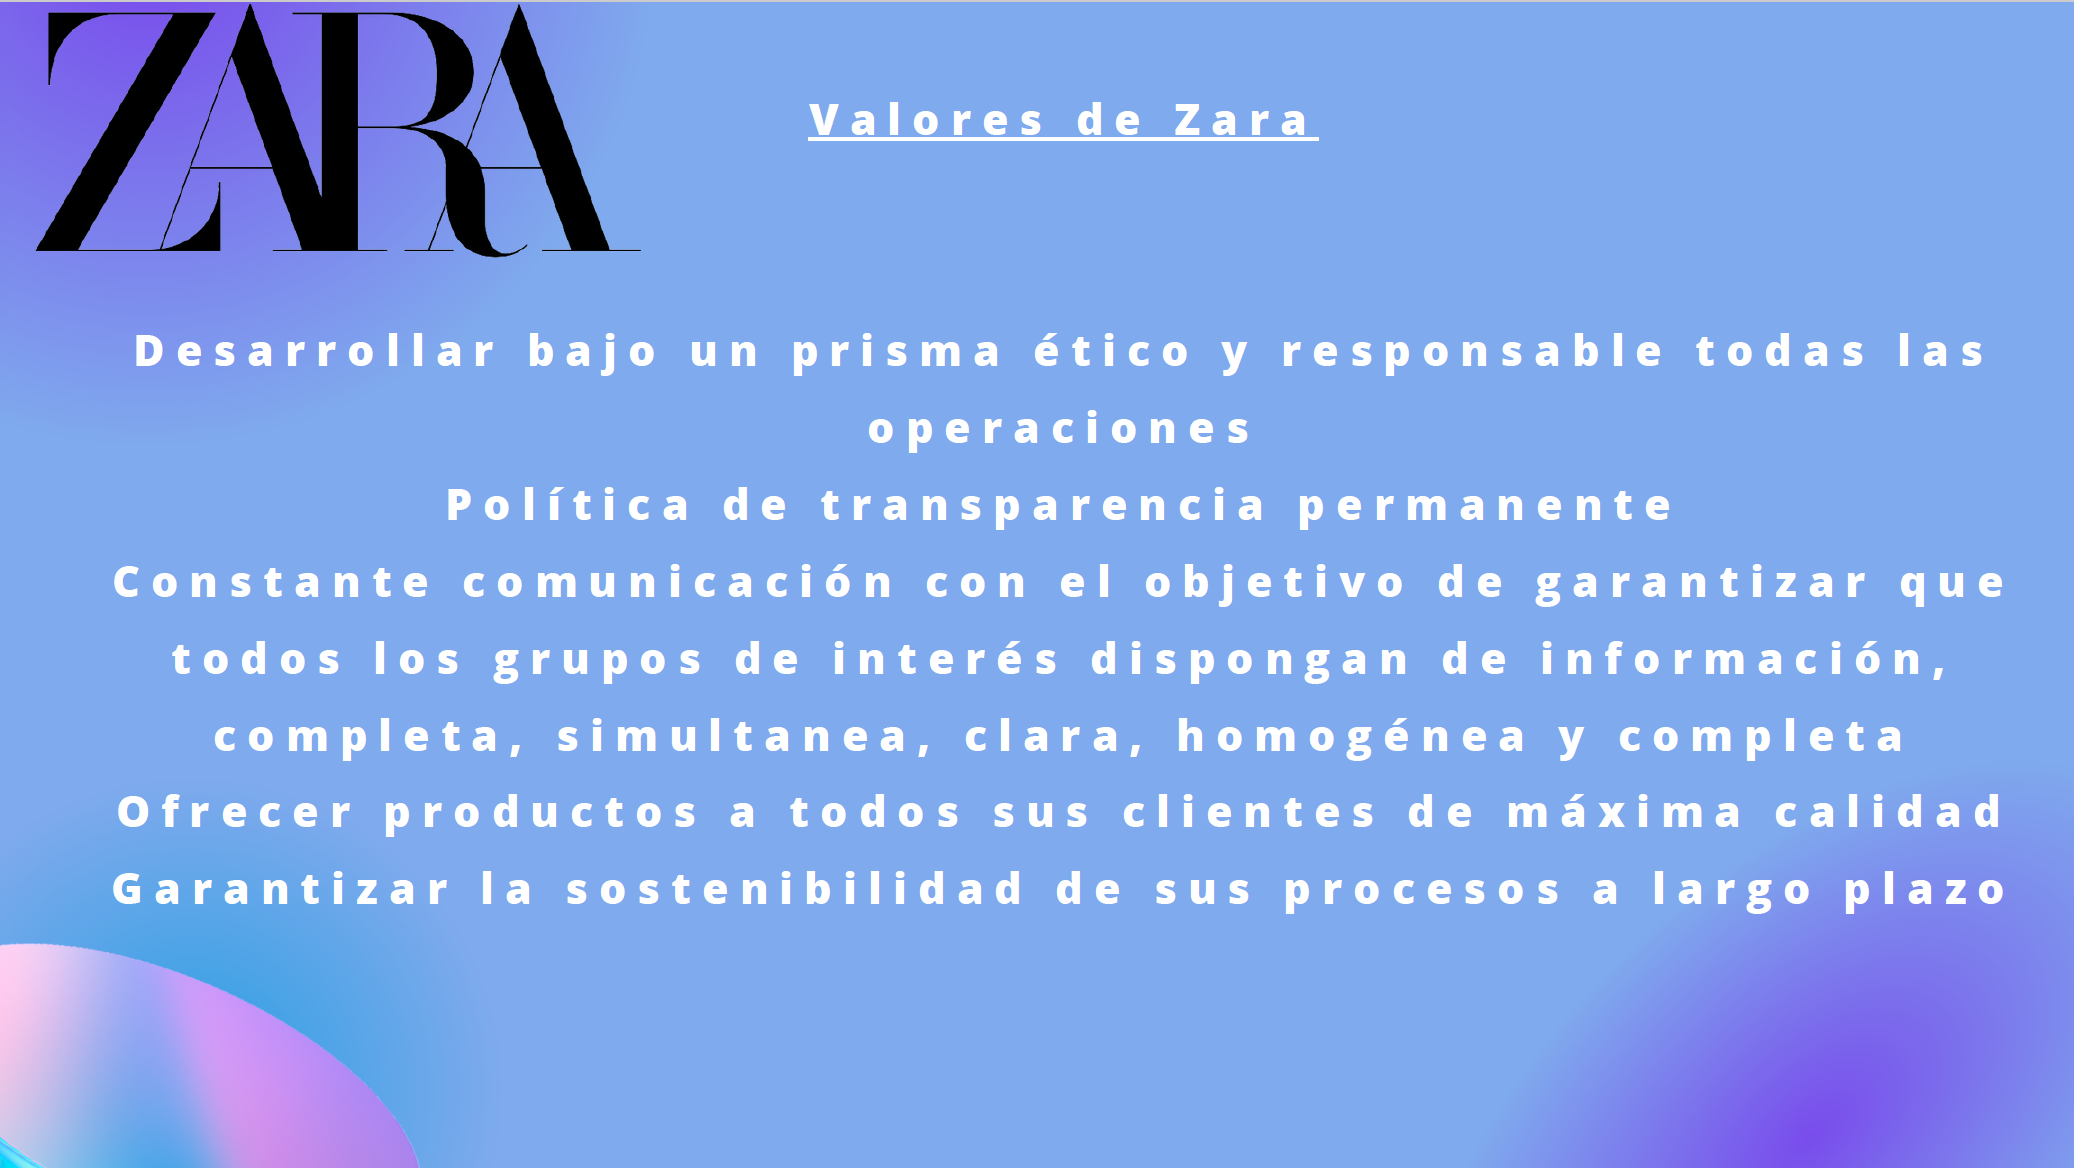 ZARA
Valores de Zara
Desarrollar bajo un prisma ético y responsable todas las
operaciones
Política de transparencia permanente
Constante comunicación con el objetivo de garantizar que
todos los grupos de interés dispongan de información,
completa, simultanea, clara, homogénea y completa
Ofrecer productos a todos sus clientes de máxima calidad
Garantizar la sostenibilidad de sus procesos a largo plazo